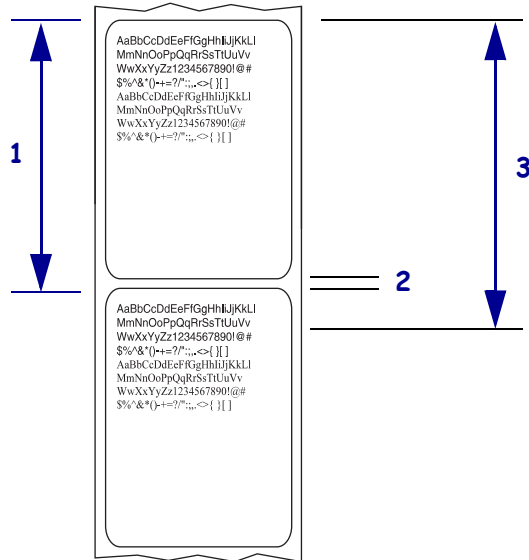 AaBbCcDdEeFfGgHhIiJjKkLl
MmNnOoPpQqRrSsTtUuVv
WwXxYyZz1234567890!@#
$%^&*()-+=?/":;,.<>{ }[ ]
AaBbCcDdEeFfGgHhIiJjKkLl
MmNnOoPpQqRrSsTtUuVv
WwXxYyZz1234567890!@#
$%^&*()-+=?/":;,.<>{ }[ ]
1
3
2
AaBbCcDdEeFfGgHhIiJjKkLl
MmNnOoPpQqRrSsTtUuVv
WwXxYyZz1234567890!@#
$%^&*()-+=?/":;,.<>{ }[ ]
AaBbCcDdEeFfGgHhIiJjKkLl
MmNnOoPpQqRrSsTtUuVv
WwXxYyZz1234567890!@#
$%^&*()-+=?/":;,.<>{ }[ ]